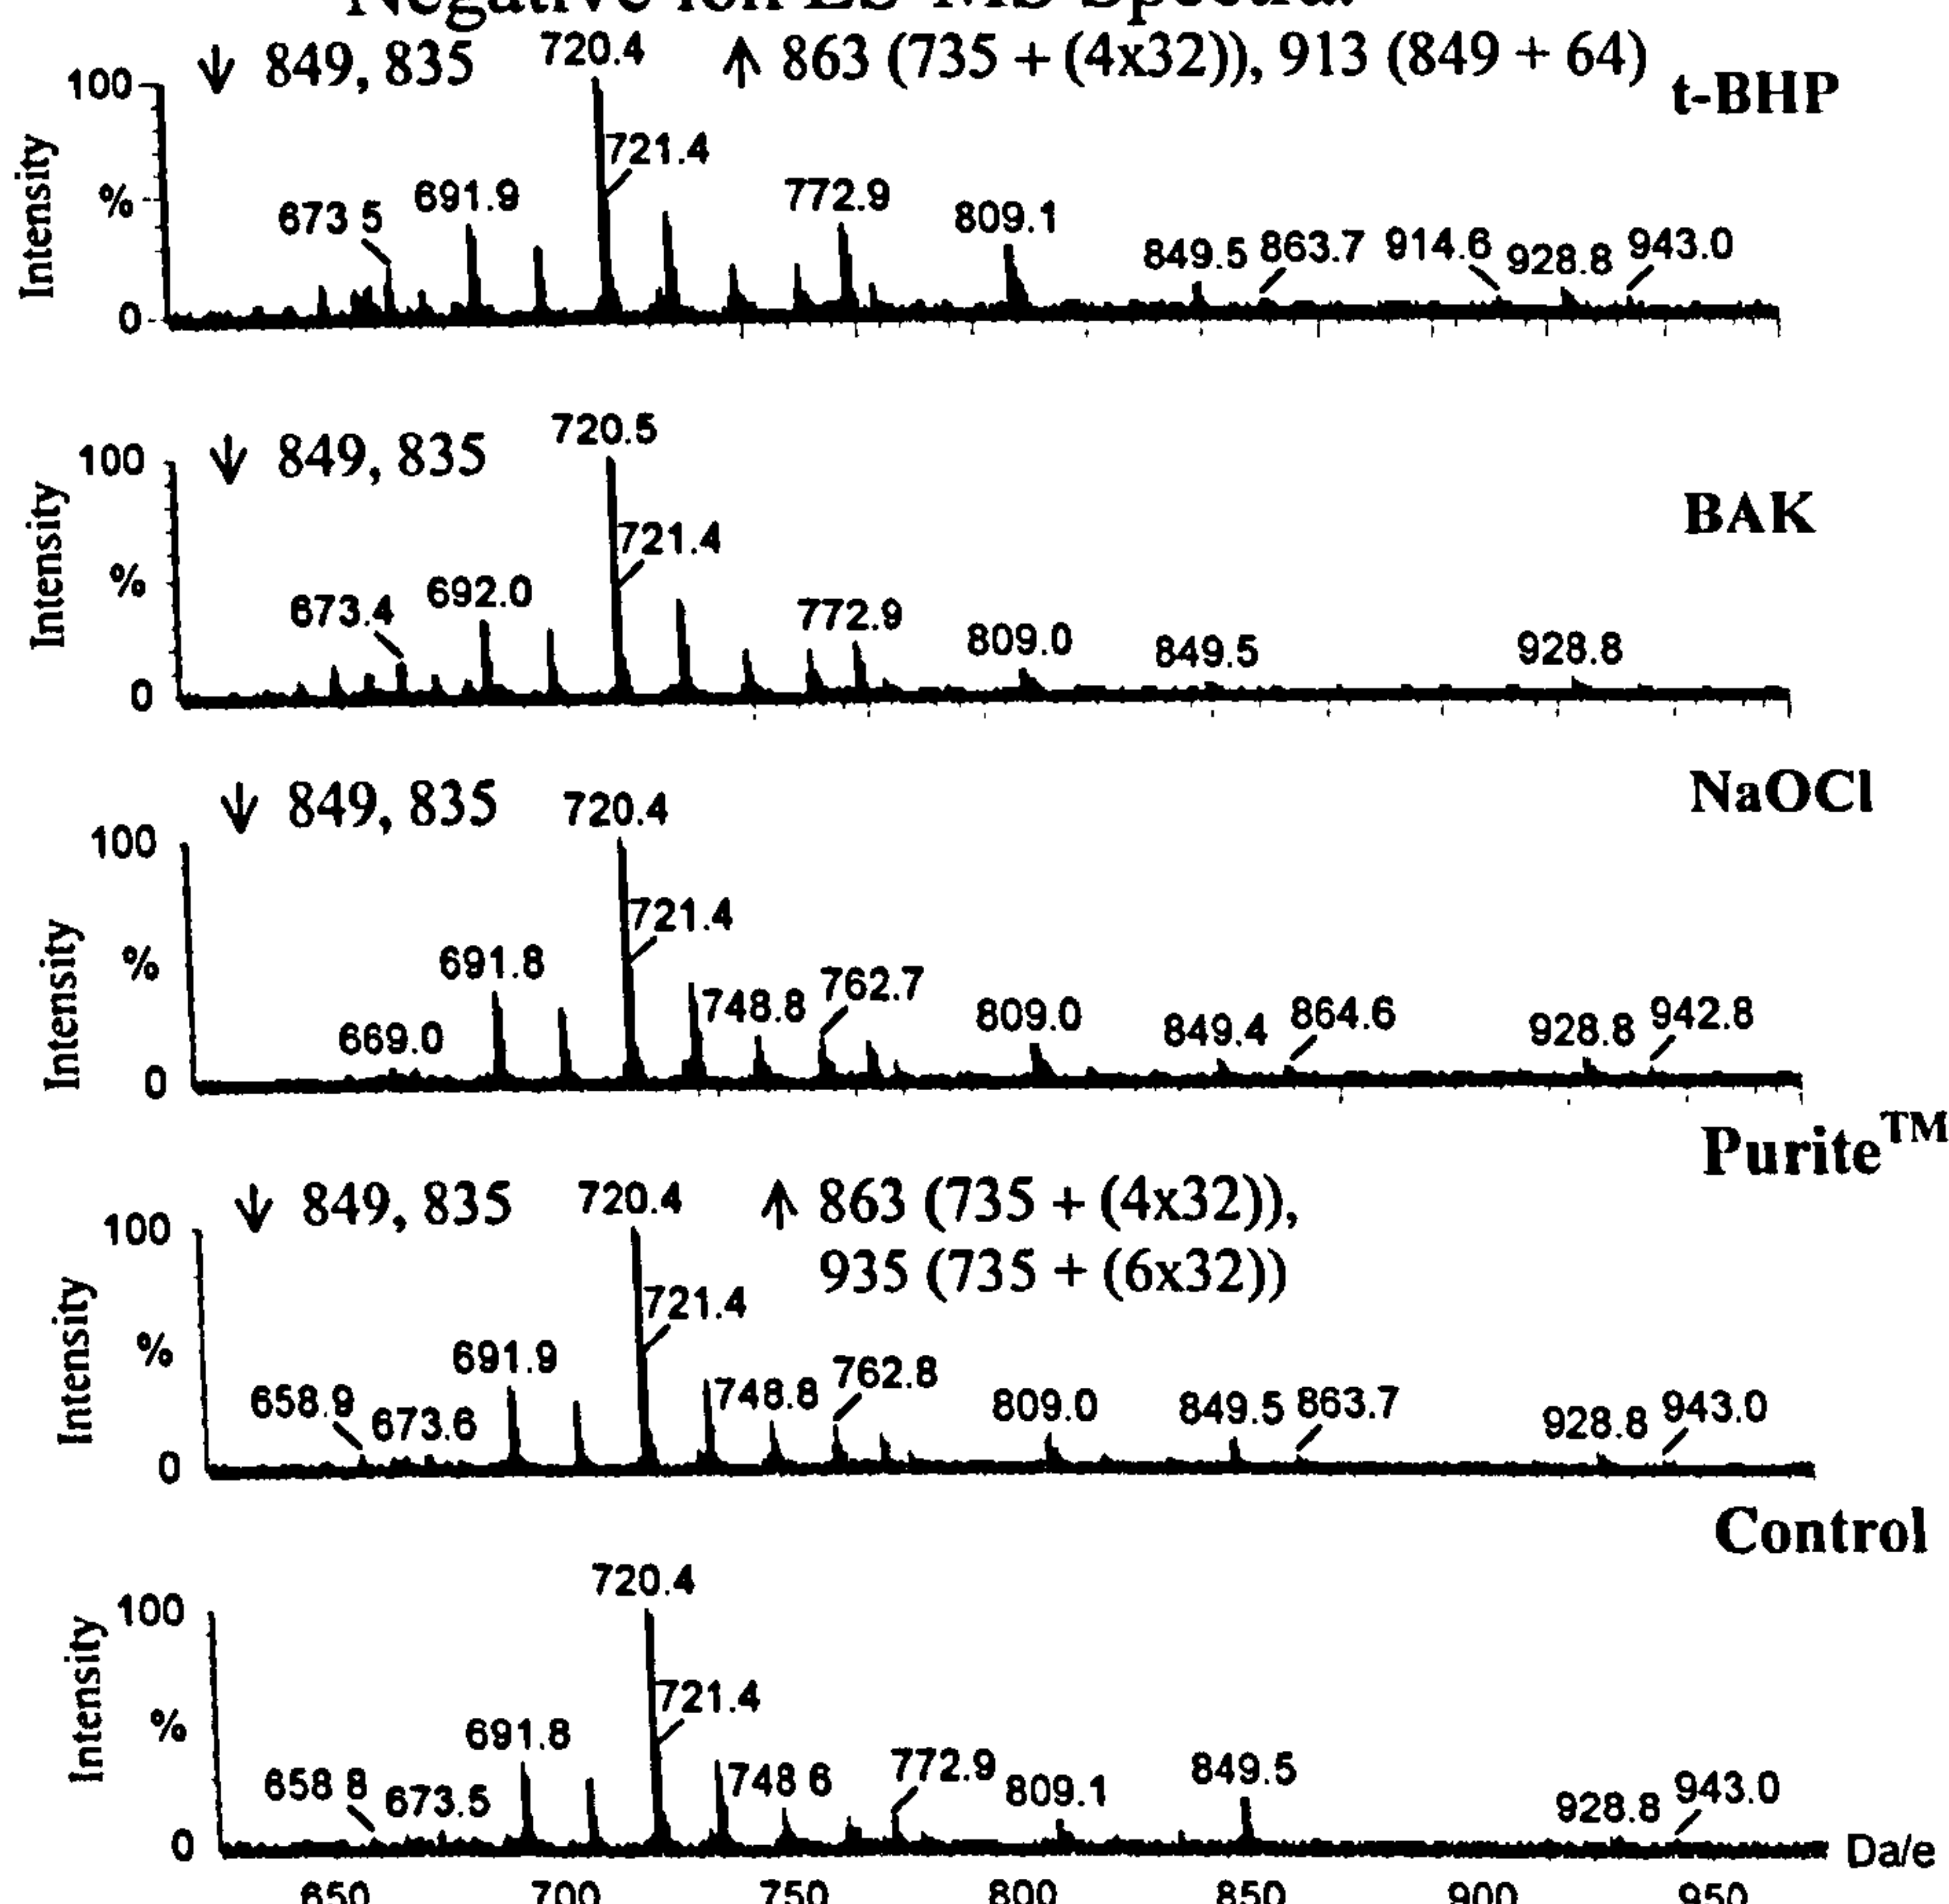 Negative Ion ES-MS Spectra:
↓ 849, 835 720.4 ↑ 863 (735 + (4x32)), 913 (849 + 64) t-BHP
100
721.4
Intensity
%
673 5 691.9 772.9 809.1
849.5 863.7 914.6 928.8 943.0
0
720.5
100 ↓ 849, 835
BAK
721.4
Intensity
%
673.4 692.0 772.9 809.0 849.5 928.8
0
NaOCl
↓ 849, 835 720.4
100
721.4
Intensity
%
691.8 748.8 762.7
669.0 809.0 849.4 864.6 928.8 942.8
0
Purite™
↓ 849, 835 720.4 ↑ 863 (735 + (4x32)),
100
935 (735 + (6x32))
721.4
Intensity
%
691.9 748.8 762.8
658.9 673.6 809.0 849.5 863.7 928.8 943.0
0
Control
720.4
100
721.4
Intensity
%
691.8 748 6 772.9 849.5
658 8 673.5 809.1 928.8 943.0
0
Da/e
650 700 750 800 850 900 950